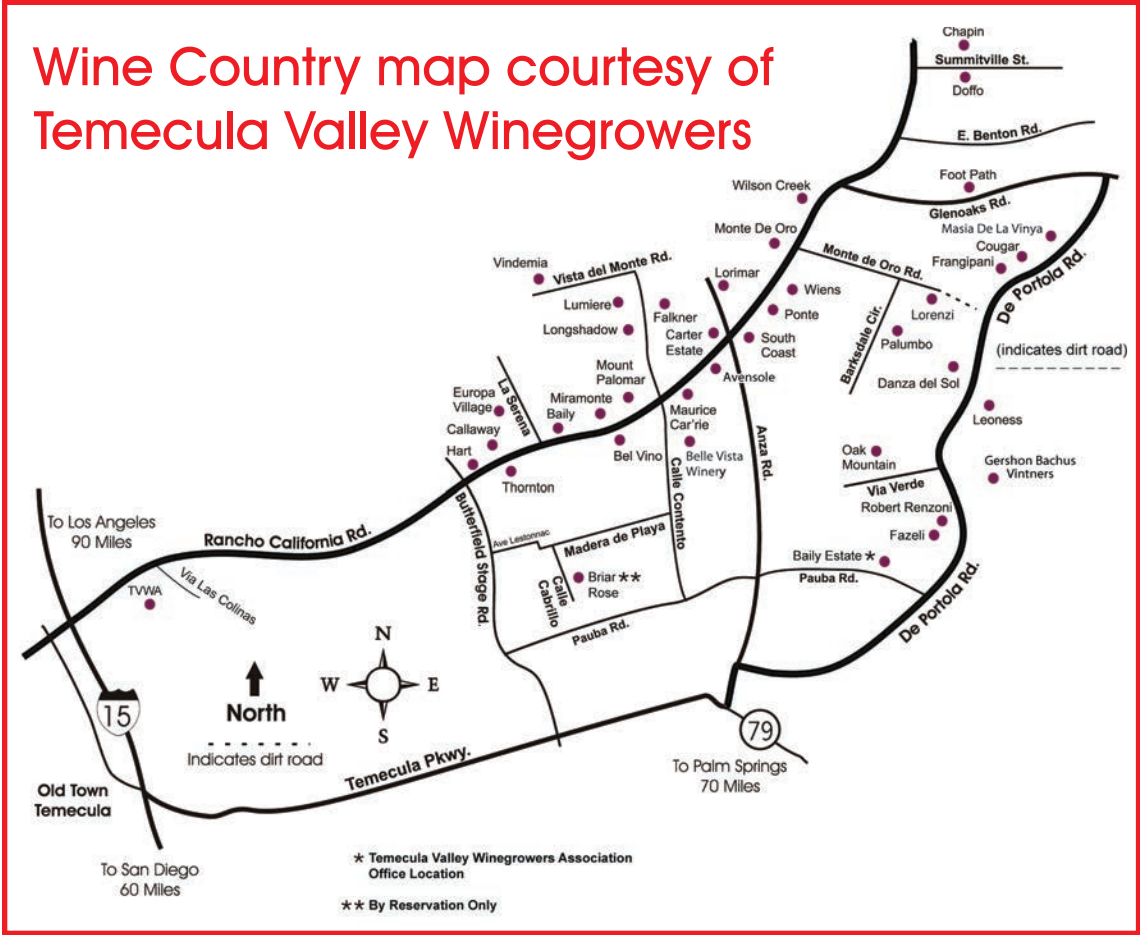 Wine Country map courtesy of
Temecula Valley Winegrowers
Chapin
Summitville St.
Doffo
E. Benton Rd.
Foot Path
Glenoaks Rd.
Wilson Creek
Masia De La Vinya
Cougar
Frangipani
De Portola Rd.
Monte De Oro
Monte de Oro Rd.
Vindemia
Vista del Monte Rd.
Lorimar
Wiens
Lumiere
Falkner
Ponte
Lorenzi
Longshadow
Carter
Estate
South
Coast
Barksdale Cir.
Palumbo
(indicates dirt road)
Mount
Palomar
Avensole
Danza del Sol
Europa
Village
La Serena
Miramonte
Baily
Maurice
Car'rie
Leoness
Callaway
Hart
Bel Vino
Belle Vista
Winery
Anza Rd.
Oak
Mountain
Gershon Bachus
Vintners
Thornton
Calle Contento
Via Verde
Robert Renzoni
To Los Angeles
90 Miles
Rancho California Rd.
Butterfield Stage Rd.
Ave Lestonnac
Madera de Playa
Fazeli
Baily Estate *
Pauba Rd.
TVWA
Via Las Colinas
Calle
Cabrillo
Briar **
Rose
Pauba Rd.
De Portola Rd.
N
W
E
S
15
North
Indicates dirt road
79
Temecula Pkwy.
To Palm Springs
70 Miles
Old Town
Temecula
To San Diego
60 Miles
* Temecula Valley Winegrowers Association
Office Location
** By Reservation Only